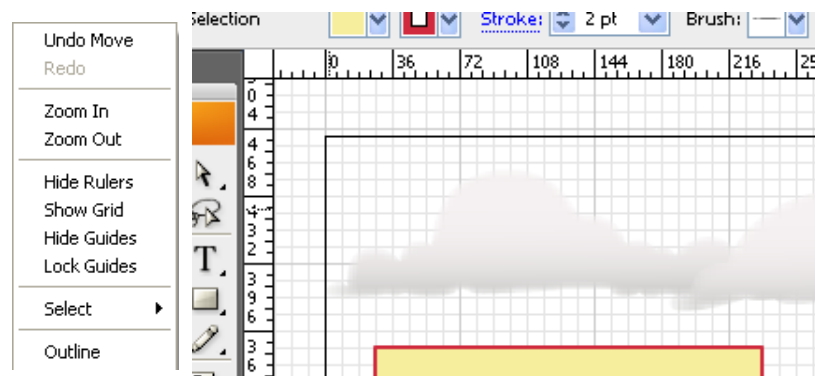 Undo Move
Redo
Zoom In
Zoom Out
Hide Rulers
Show Grid
Hide Guides
Lock Guides
Select
Outline
Selection
Stroke: 2 pt Brush:
0 36 72 108 144 180 216 25
0
4
4
6
8
4
3
2
3
9
6
3
6
T